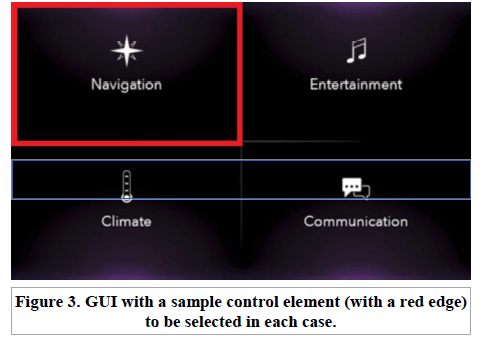 Navigation
Entertainment
Climate
Communication
Figure 3. GUI with a sample control element (with a red edge)
to be selected in each case.